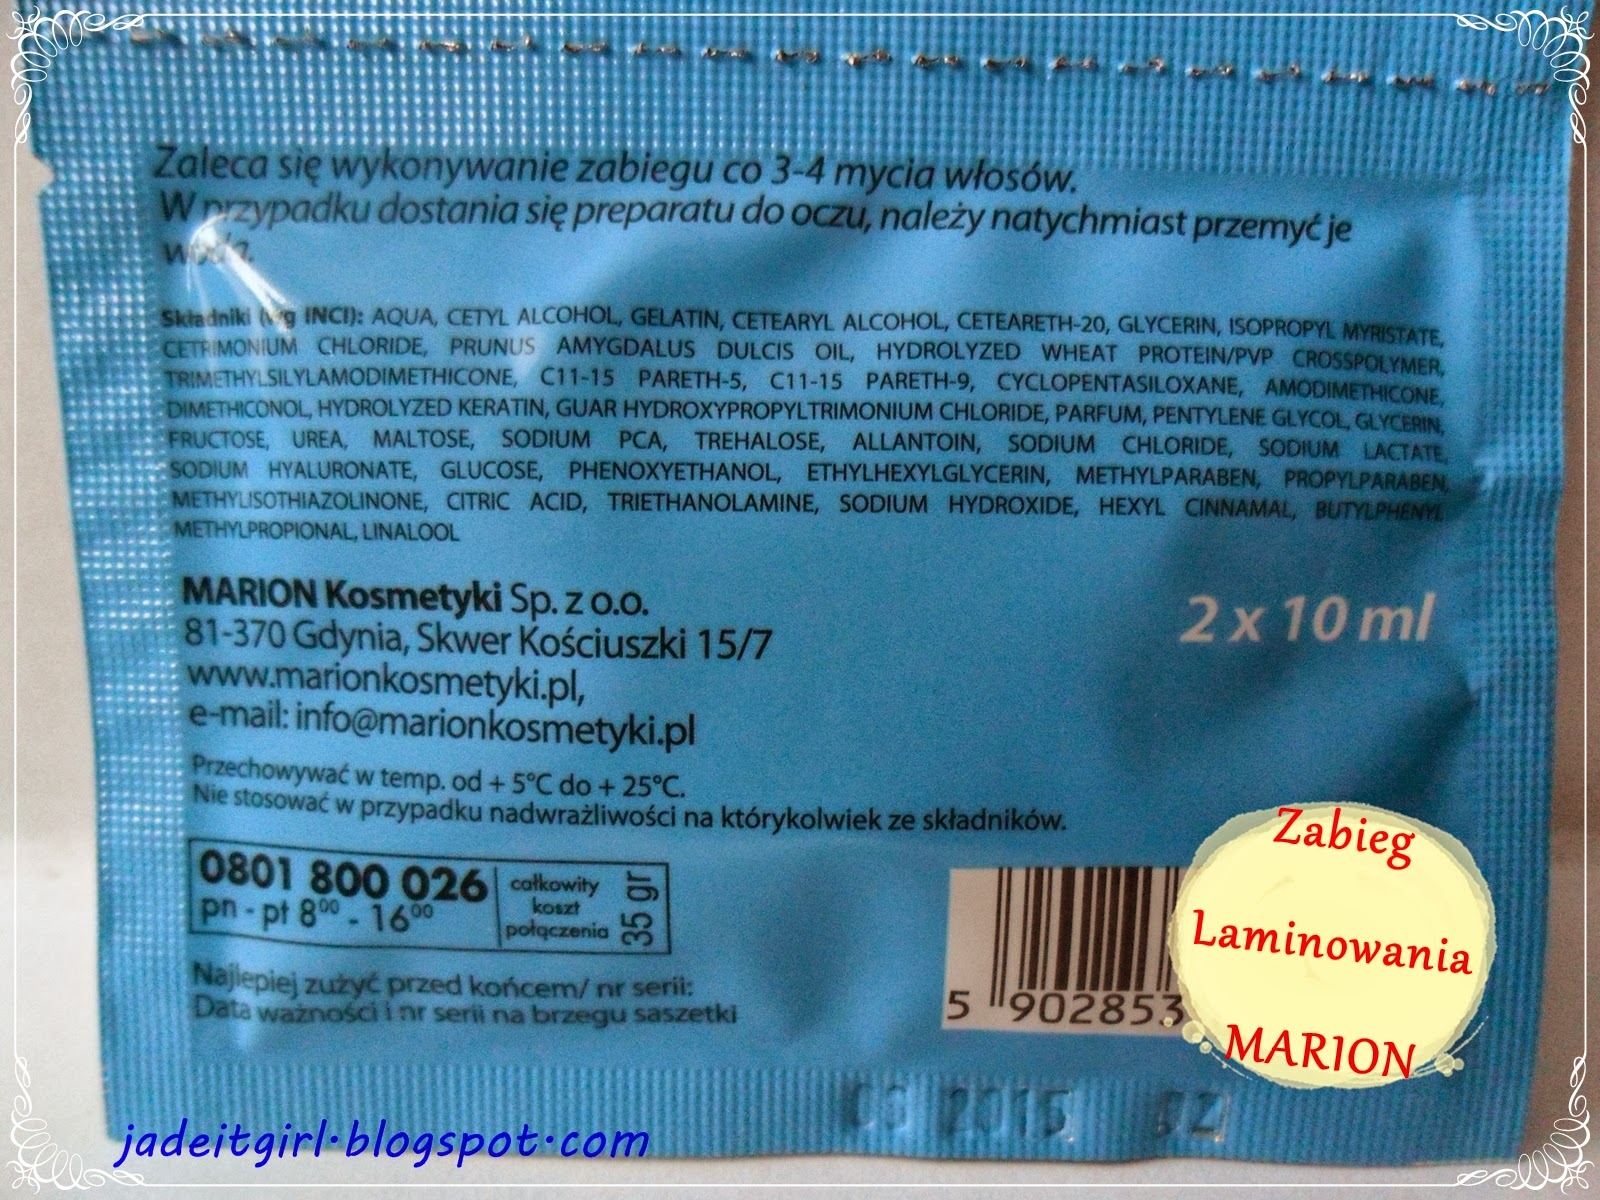 Zaleca się wykonywanie zabiegu co 3-4 mycia włosów.
W przypadku dostania się preparatu do oczu, należy natychmiast przemyć je
wodą.
Składniki (wg INCI): AQUA, CETYL ALCOHOL, GELATIN, CETEARYL ALCOHOL, CETEARETH-20, GLYCERIN, ISOPROPYL MYRISTATE,
CETRIMONIUM CHLORIDE, PRUNUS AMYGDALUS DULCIS OIL, HYDROLYZED WHEAT PROTEIN/PVP CROSSPOLYMER,
TRIMETHYLSILYLAMODIMETHICONE, C11-15 PARETH-5, C11-15 PARETH-9, CYCLOPENTASILOXANE, AMODIMETHICONE,
DIMETHICONOL, HYDROLYZED KERATIN, GUAR HYDROXYPROPYLTRIMONIUM CHLORIDE, PARFUM, PENTYLENE GLYCOL, GLYCERIN,
FRUCTOSE, UREA, MALTOSE, SODIUM PCA, TREHALOSE, ALLANTOIN, SODIUM CHLORIDE, SODIUM LACTATE,
SODIUM HYALURONATE, GLUCOSE, PHENOXYETHANOL, ETHYLHEXYLGLYCERIN, METHYLPARABEN, PROPYLPARABEN,
METHYLISOTHIAZOLINONE, CITRIC ACID, TRIETHANOLAMINE, SODIUM HYDROXIDE, HEXYL CINNAMAL, BUTYLPHENYL
METHYLPROPIONAL, LINALOOL
MARION Kosmetyki Sp. z o.o.
81-370 Gdynia, Skwer Kościuszki 15/7
www.marionkosmetyki.pl,
e-mail: info@marionkosmetyki.pl
2 x 10 ml
Przechowywać w temp. od + 5°C do + 25°C.
Nie stosować w przypadku nadwrażliwości na którykolwiek ze składników.
0801 800 026
pn - pt 8⁰⁰ - 16⁰⁰
całkowity
koszt
połączenia
35 gr
Najlepiej zużyć przed końcem/ nr serii:
Data ważności i nr serii na brzegu saszetki
5 902853
Zabieg
Laminowania
MARION
03 2015 SZ
jadeitgirl.blogspot.com